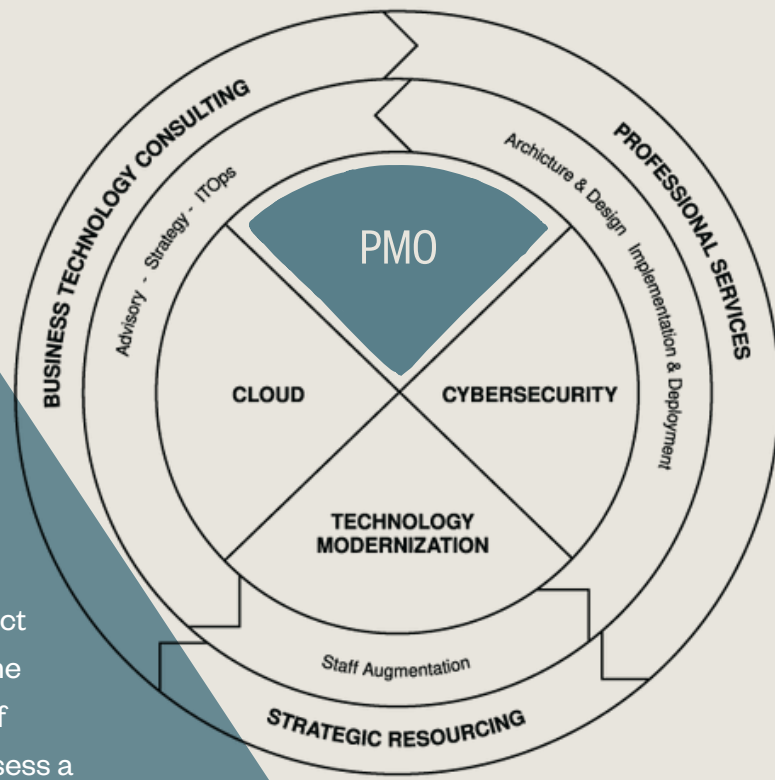 BUSINESS TECHNOLOGY CONSULTING
PROFESSIONAL SERVICES
Advisory - Strategy - ITOps
Archicture & Design Implementation & Deployment
PMO
CLOUD
CYBERSECURITY
TECHNOLOGY
MODERNIZATION
Staff Augmentation
STRATEGIC RESOURCING
a